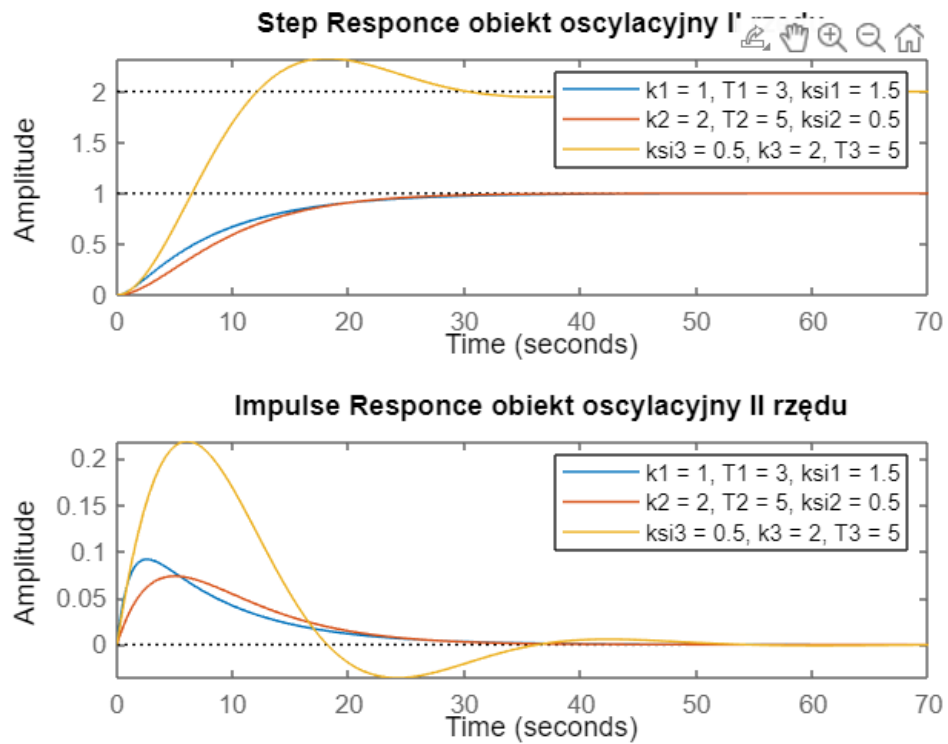 Step Responce obiekt oscylacyjny II rzędu
Amplitude
2
1.5
1
0.5
0
k1 = 1, T1 = 3, ksi1 = 1.5
k2 = 2, T2 = 5, ksi2 = 0.5
ksi3 = 0.5, k3 = 2, T3 = 5
0 10 20 30 40 50 60 70
Time (seconds)
Impulse Responce obiekt oscylacyjny II rzędu
Amplitude
0.2
0.15
0.1
0.05
0
k1 = 1, T1 = 3, ksi1 = 1.5
k2 = 2, T2 = 5, ksi2 = 0.5
ksi3 = 0.5, k3 = 2, T3 = 5
0 10 20 30 40 50 60 70
Time (seconds)